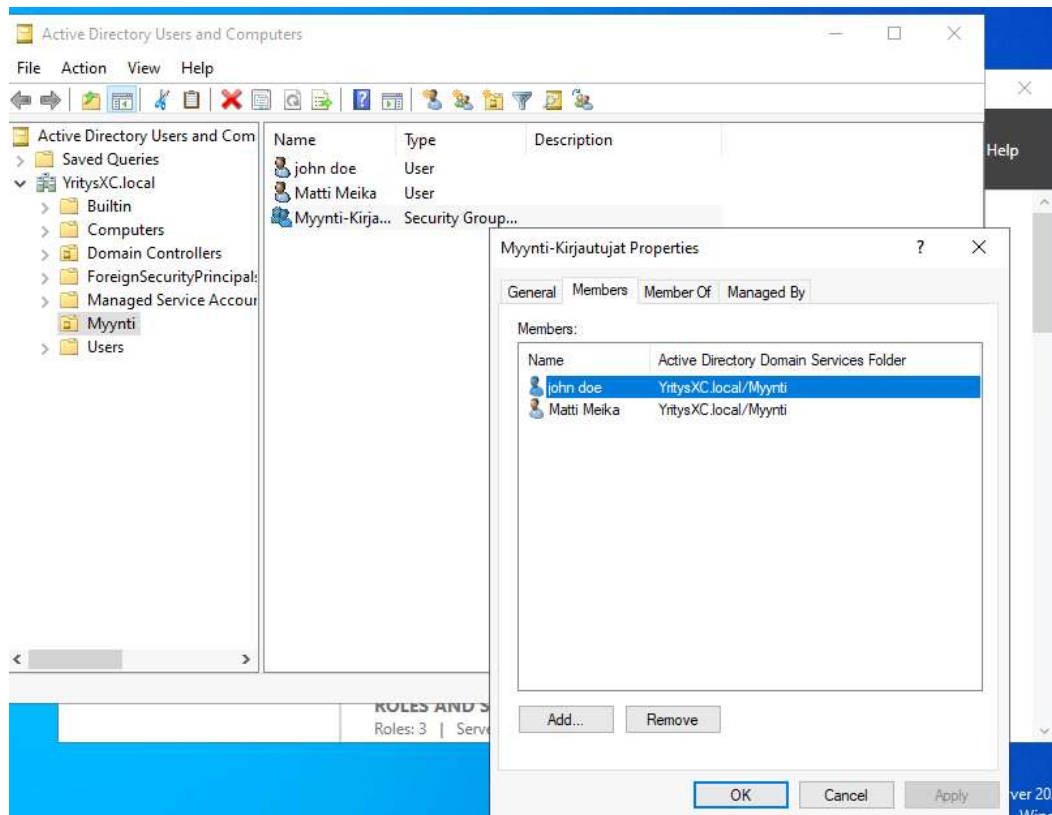 Active Directory Users and Computers
File Action View Help
Help
Active Directory Users and Com
Saved Queries
YritysXC.local
Builtin
Computers
Domain Controllers
ForeignSecurityPrincipals
Managed Service Accour
Myynti
Users
Name Type Description
john doe User
Matti Meika User
Myynti-Kirja... Security Group...
Myynti-Kirjautujat Properties ?
General Members Member Of Managed By
Members:
Name Active Directory Domain Services Folder
john doe YritysXC.local/Myynti
Matti Meika YritysXC.local/Myynti
Add... Remove
OK Cancel Apply
ROLES AND S
Roles: 3 | Serve
ver 20